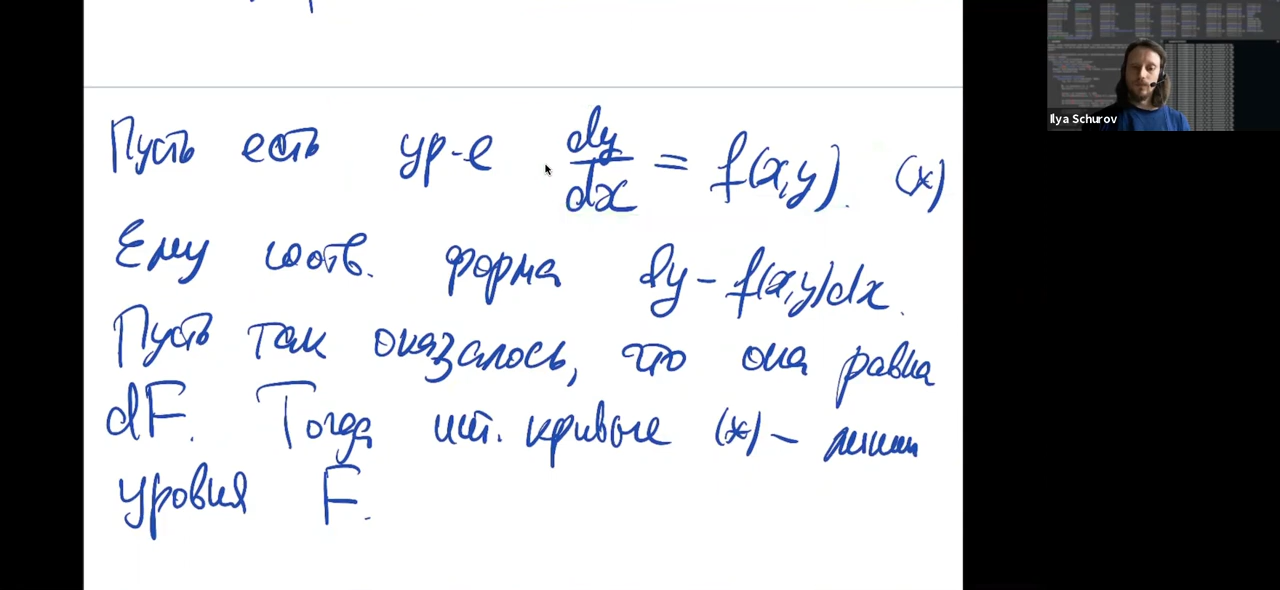 Пусть есть ур-е dy/dx = f(x,y). (*)
Ему соотв. форма dy - f(x,y)dx.
Пусть так оказалось, что она равна
dF. Тогда инт. кривые (*) - линии
уровня F.
Ilya Schurov